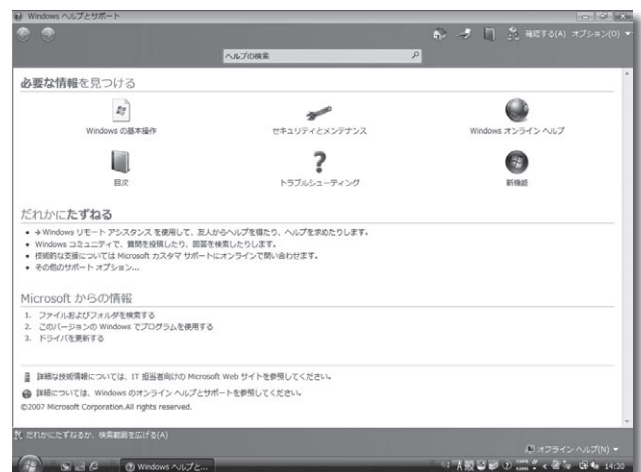 Windows ヘルプとサポート
確認する(A) オプション(O)
ヘルプの検索
必要な情報を見つける
Windows の基本操作
セキュリティとメンテナンス
Windows オンライン ヘルプ
目次
トラブルシューティング
新機能
だれかにたずねる
Windows リモート アシスタンス を使用して、友人からヘルプを得たり、ヘルプを求めたりします。
Windows コミュニティで、質問を投稿したり、回答を検索したりします。
技術的な支援については Microsoft カスタマ サポートにオンラインで問い合わせます。
その他のサポート オプション...
Microsoft からの情報
1. ファイルおよびフォルダを検索する
2. このバージョンの Windows でプログラムを使用する
3. ドライバを更新する
詳細な技術情報については、IT 担当者向けの Microsoft Web サイトを参照してください。
詳細については、Windows のオンライン ヘルプとサポートを参照してください。
©2007 Microsoft Corporation.All rights reserved.
だれかにたずねるか、検索範囲を広げる(A)
オフライン ヘルプ(N)
Windows ヘルプと...
A 般
14:30